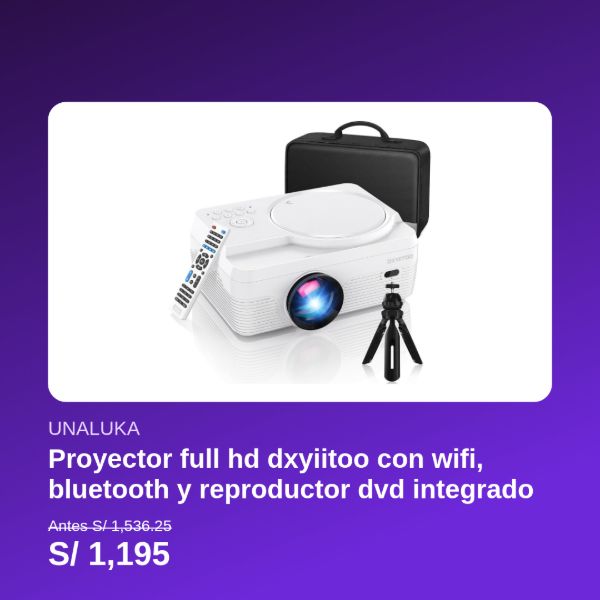 UNALUKA
Proyector full hd dxyiitoo con wifi,
bluetooth y reproductor dvd integrado
Antes S/ 1,536.25
S/ 1,195